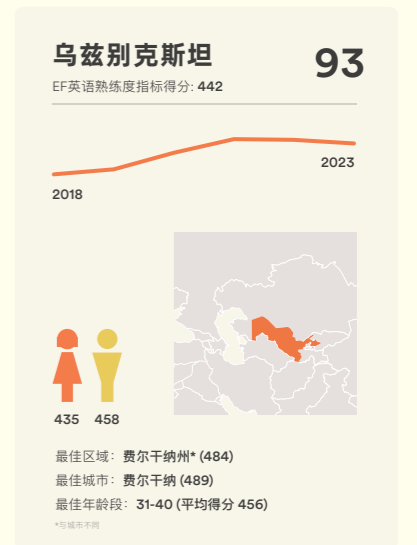 乌兹别克斯坦
93
EF英语熟练度指标得分: 442
2018
2023
435 458
最佳区域：费尔干纳州* (484)
最佳城市：费尔干纳 (489)
最佳年龄段：31-40 (平均得分 456)
*与城市不同